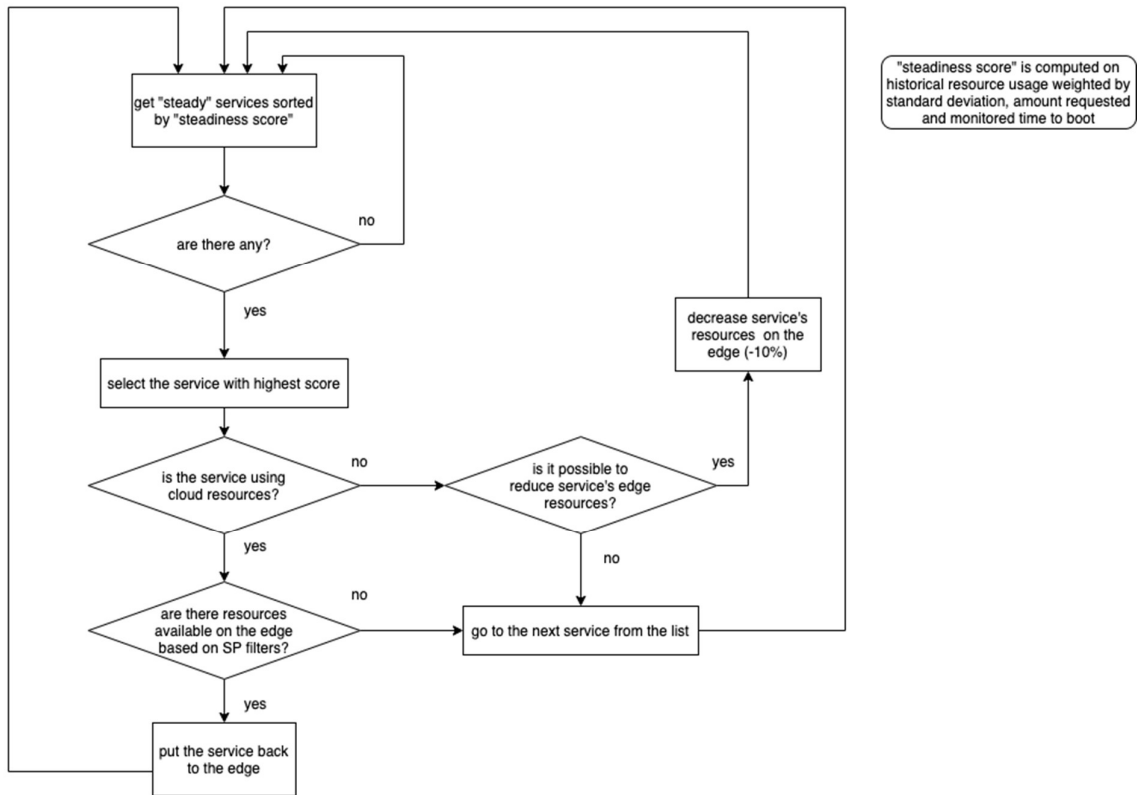 get "steady" services sorted
by "steadiness score"
"steadiness score" is computed on
historical resource usage weighted by
standard deviation, amount requested
and monitored time to boot
no
are there any?
yes
decrease service's
resources on the
edge (-10%)
select the service with highest score
no
is the service using
cloud resources?
is it possible to
reduce service's edge
resources?
yes
yes
no
no
are there resources
available on the edge
based on SP filters?
go to the next service from the list
yes
put the service back
to the edge